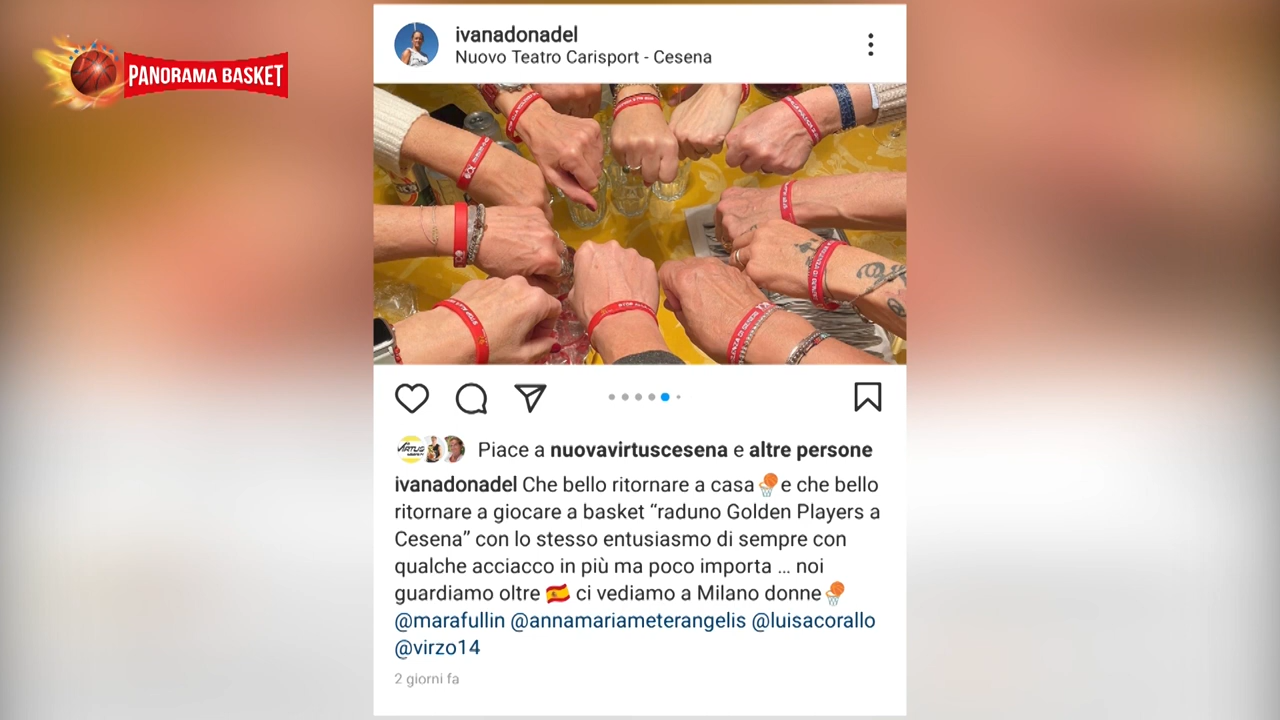 PANORAMA BASKET
ivanadonadel
Nuovo Teatro Carisport - Cesena
Piace a nuovavirtuscesena e altre persone
ivanadonadel Che bello ritornare a casa🏀e che bello
ritornare a giocare a basket “raduno Golden Players a
Cesena” con lo stesso entusiasmo di sempre con
qualche acciacco in più ma poco importa … noi
guardiamo oltre 🇪🇸 ci vediamo a Milano donne🏀
@marafullin @annamariameterangelis @luisacorallo
@virzo14
2 giorni fa